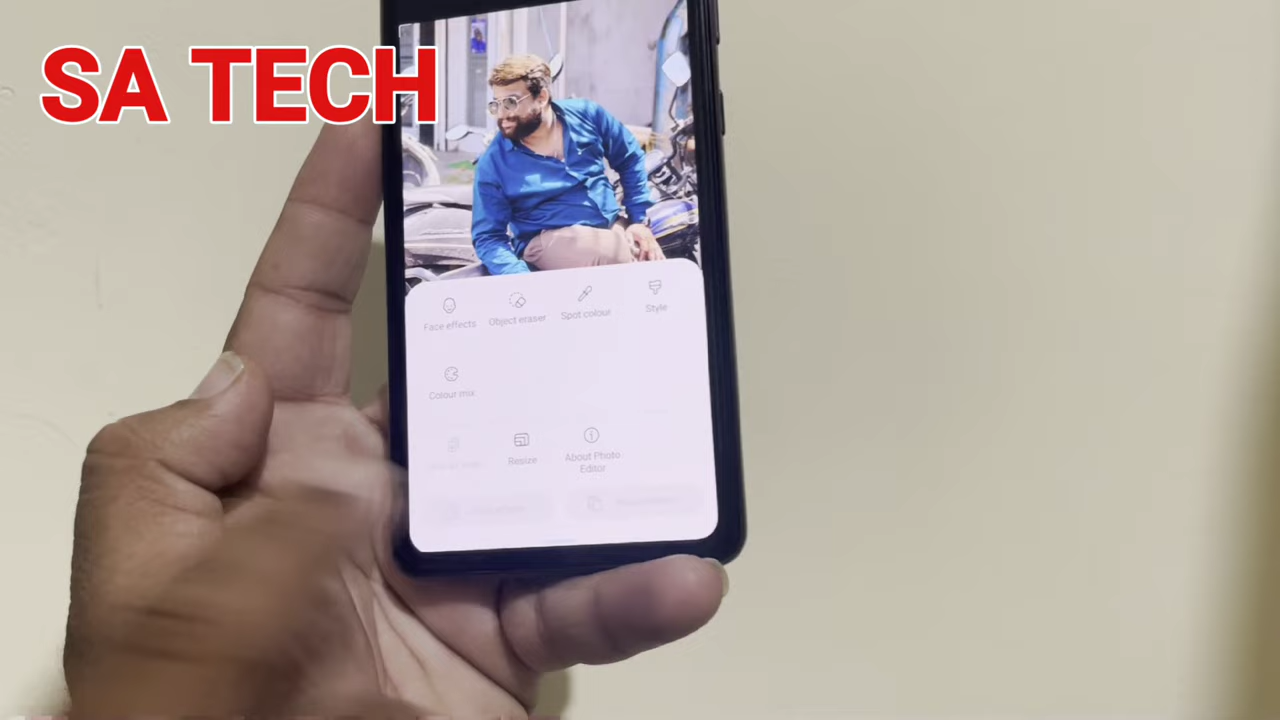 SA TECH
Face effects
Object eraser
Spot colour
Style
Colour mix
Resize
About Photo
Editor